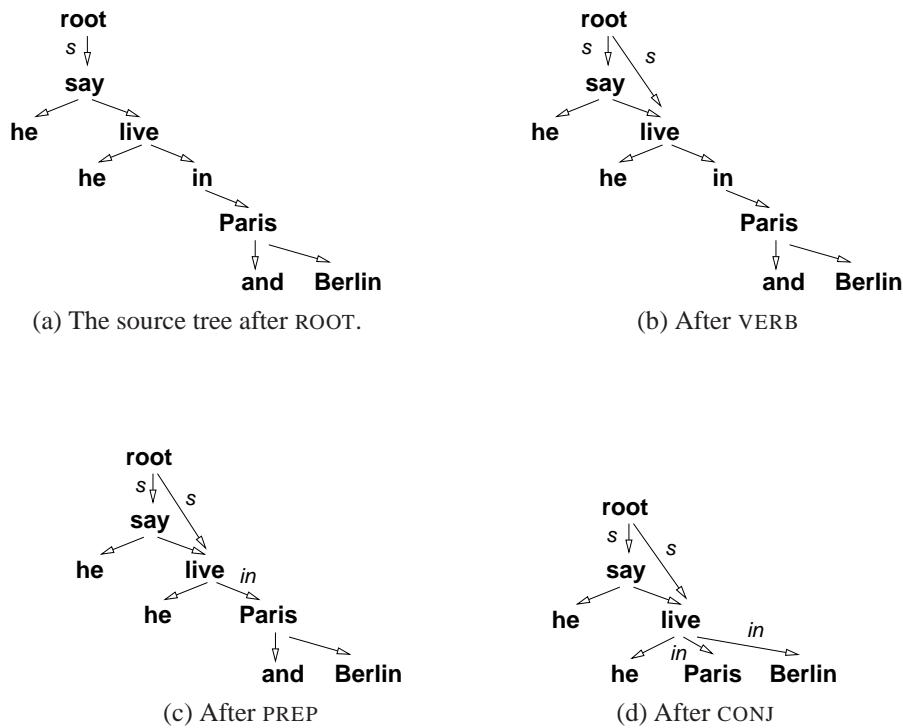 root
s
say
he live
he in
Paris
and Berlin
(a) The source tree after ROOT.
root
s s
say
he live
he in
Paris
and Berlin
(b) After VERB
root
s s
say
he live in
he Paris
and Berlin
(c) After PREP
root
s s
say
he live
in in
he Paris Berlin
(d) After CONJ